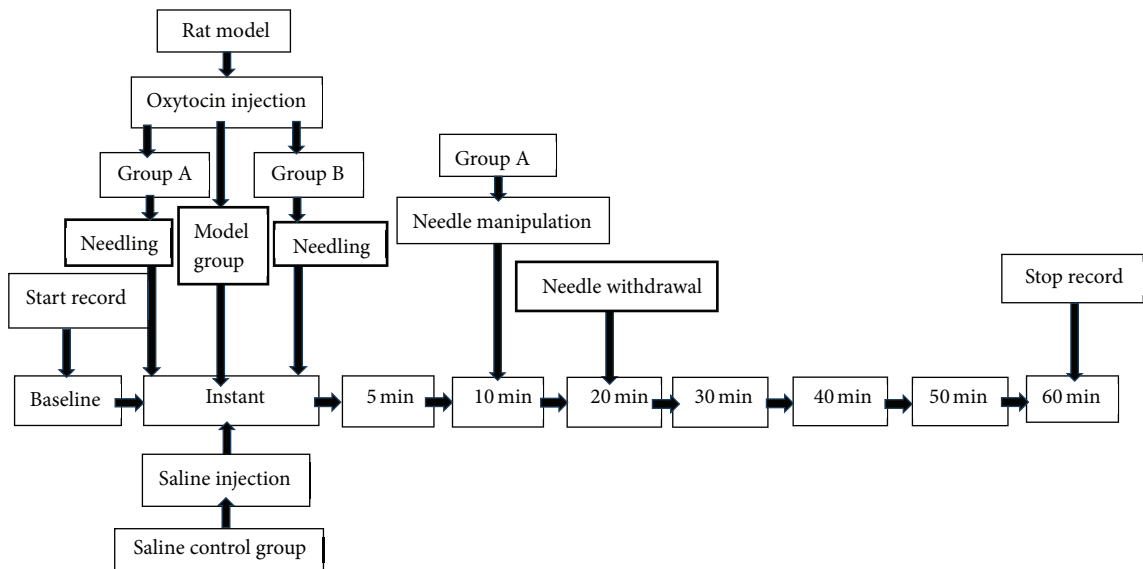 Rat model
Oxytocin injection
Group A
Group B
Group A
Needling
Model
group
Needling
Needle manipulation
Start record
Needle withdrawal
Stop record
Baseline
Instant
5 min
10 min
20 min
30 min
40 min
50 min
60 min
Saline injection
Saline control group